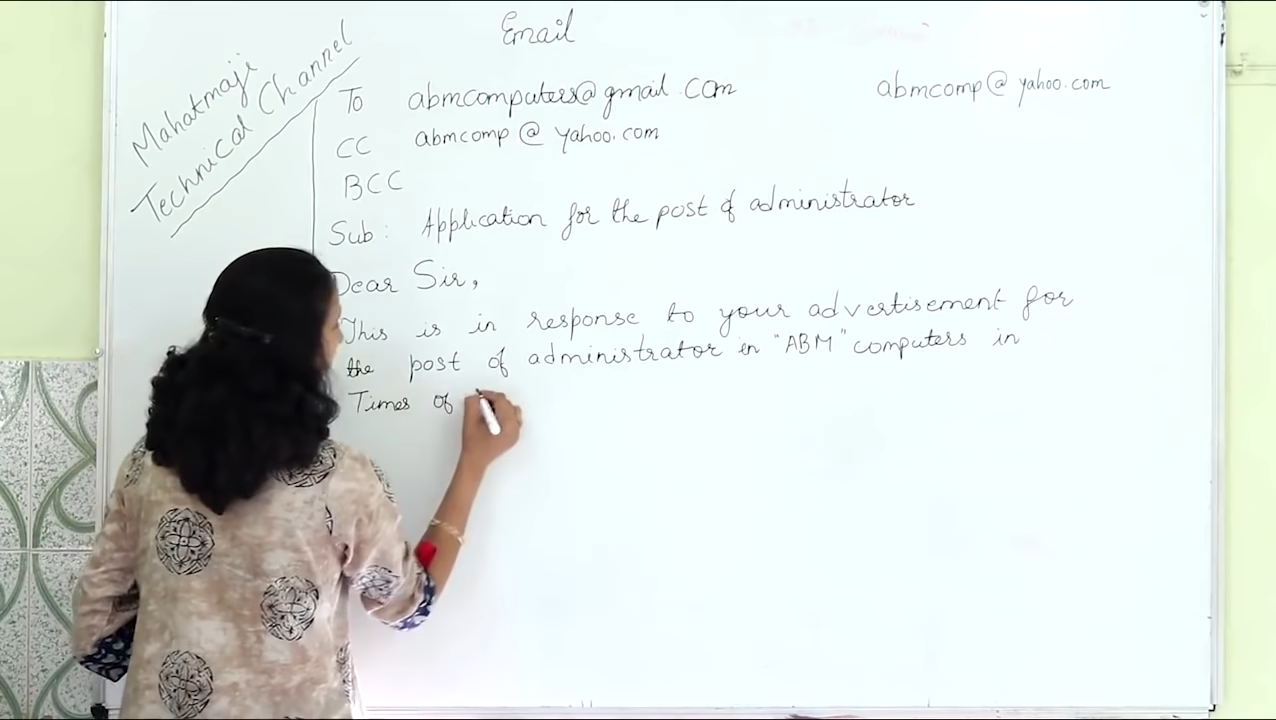 Email
Mahatmaji
Technical Channel
To abmcomputers@gmail.com abmcomp@yahoo.com
CC abmcomp@yahoo.com
BCC
Sub: Application for the post of administrator
Dear Sir,
This is in response to your advertisement for
the post of administrator in "ABM" computers in
Times of